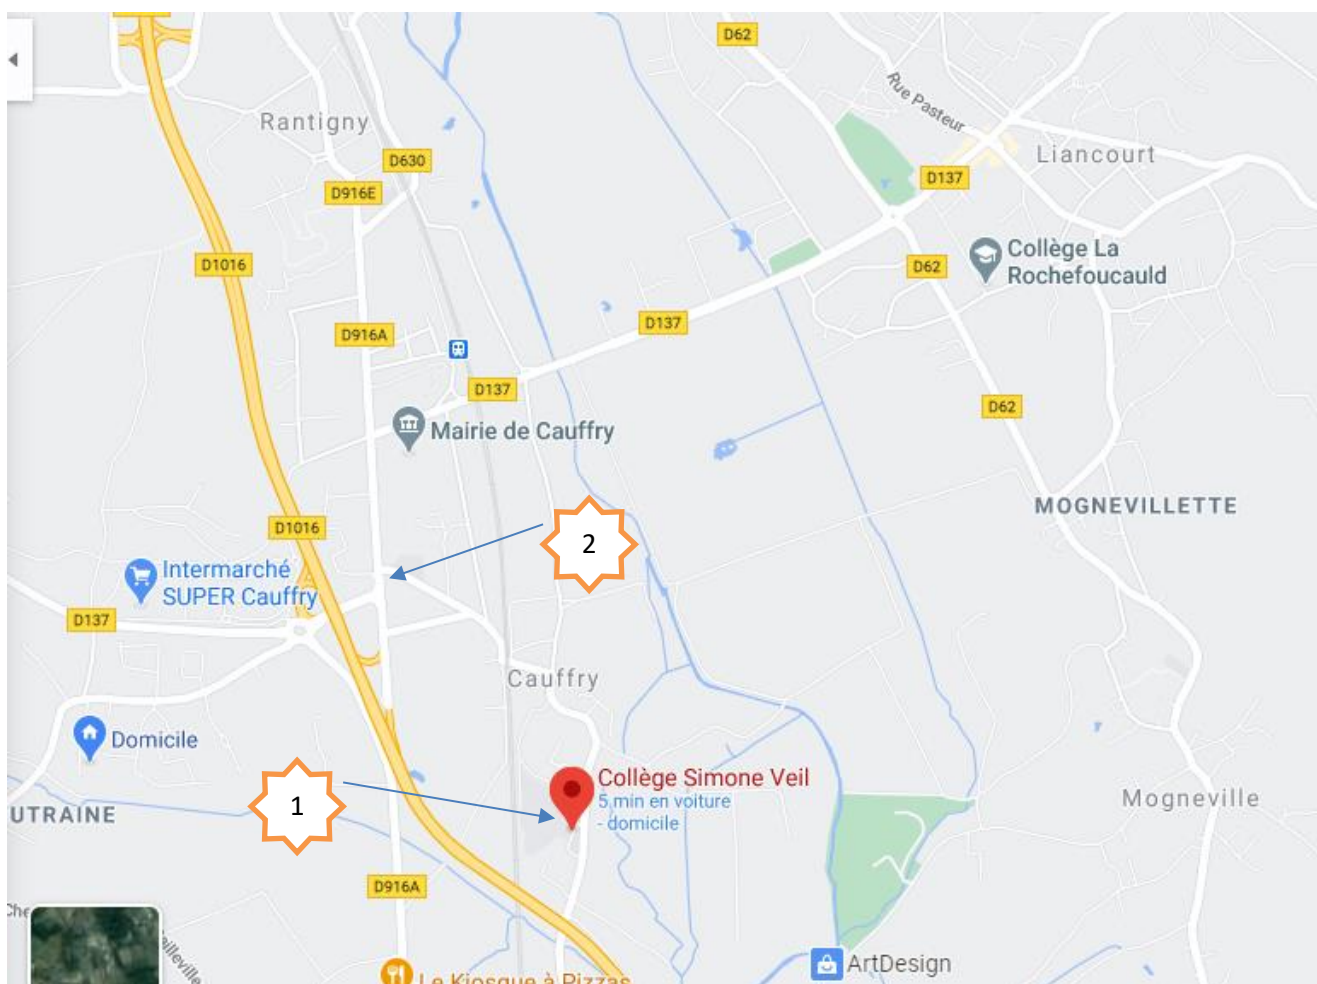 D62
Rue Pasteur
Rantigny
Liancourt
D630
D137
D916E
Collège La
Rochefoucauld
D1016
D62
D137
D916A
D137
D62
Mairie de Cauffry
MOGNEVILLETTE
D1016
2
Intermarché
SUPER Cauffry
D137
Cauffry
Domicile
Collège Simone Veil
5 min en voiture
- domicile
1
UTRAINE
Mogneville
D916A
Che
ailleville
ArtDesign
Le Kiosque à Pizzas